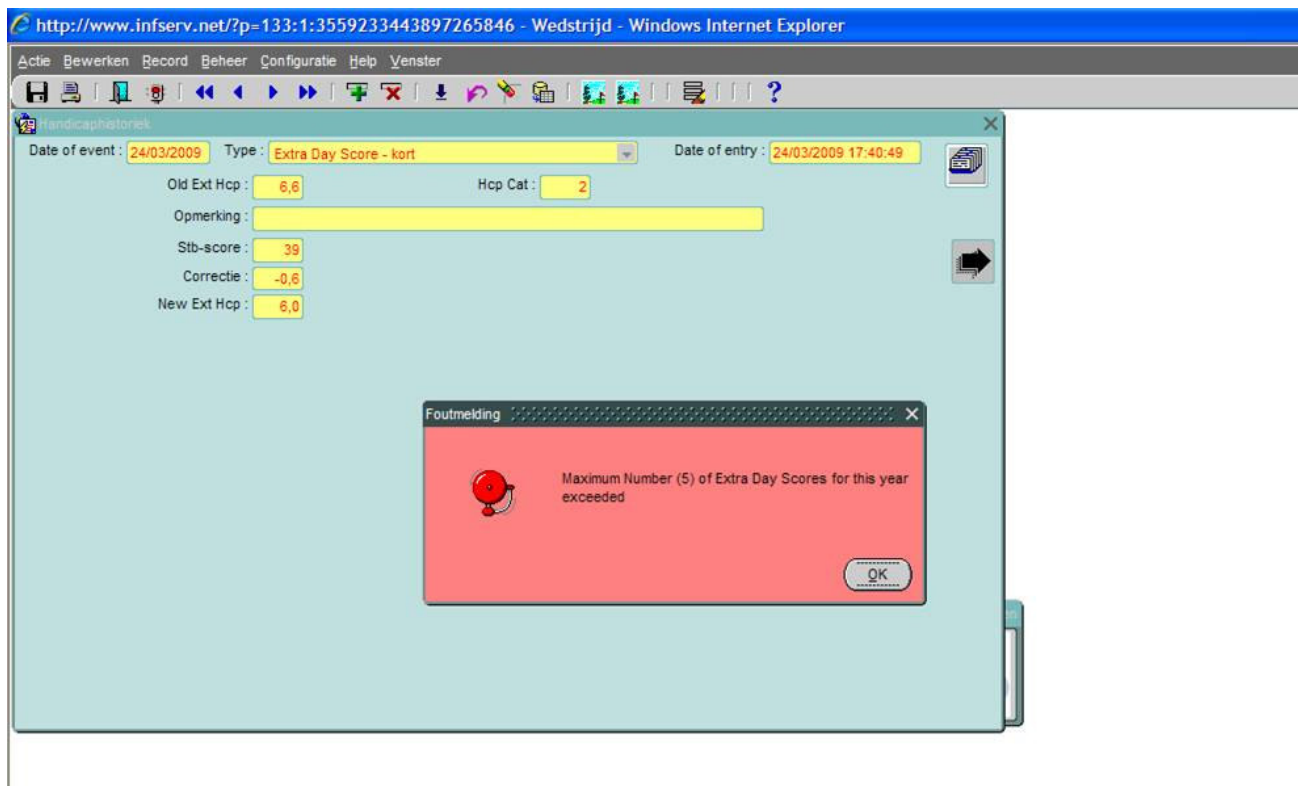 http://www.infserv.net/?p=133:1:3559233443897265846 - Wedstrijd - Windows Internet Explorer
Actie Bewerken Record Beheer Configuratie Help Venster
?
Handicaphistoriek
Date of event : 24/03/2009 Type : Extra Day Score - kort Date of entry : 24/03/2009 17:40:49
Old Ext Hcp : 6,6 Hcp Cat : 2
Opmerking :
Stb-score : 39
Correctie : -0,6
New Ext Hcp : 6,0
Foutmelding
Maximum Number (5) of Extra Day Scores for this year
exceeded
OK